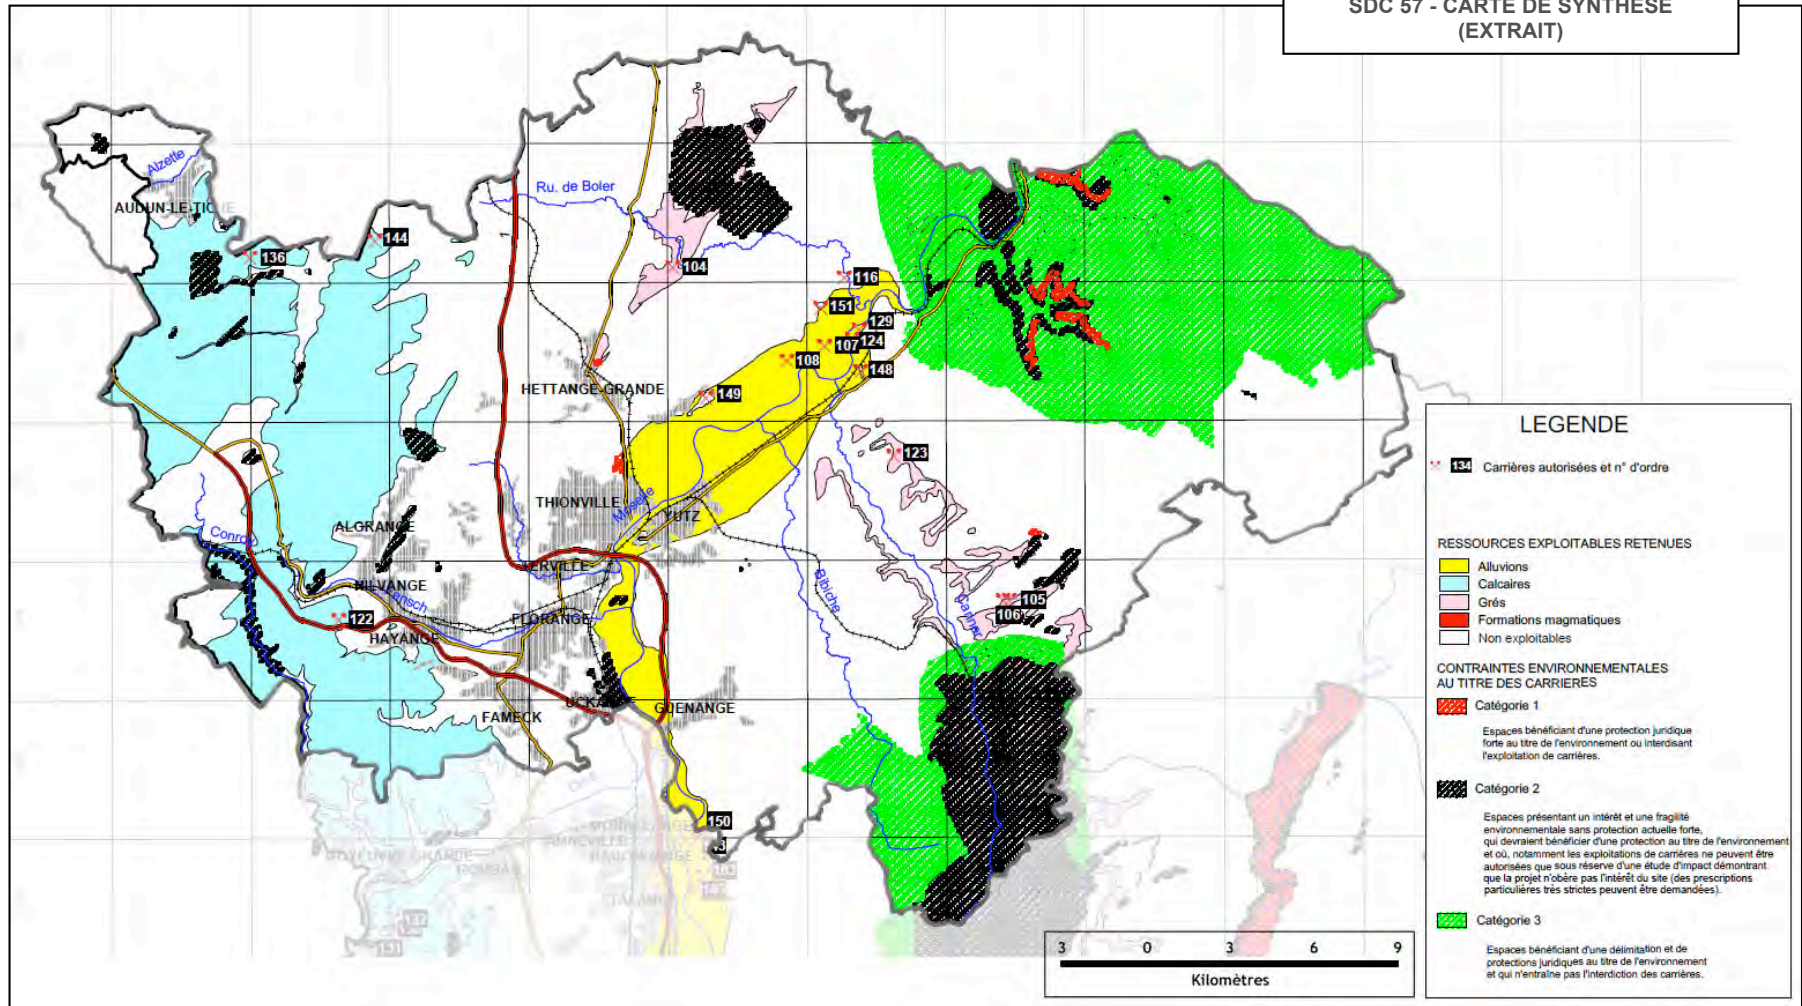 SDC 57 - CARTE DE SYNTHESE
(EXTRAIT)
Alzette
AUDUN-LE-TICHE
Ru. de Boler
144
136
104
116
151
129
124
107
108
148
HETTANGE-GRANDE
149
123
THIONVILLE
Moselle
YUTZ
ALGRANGE
Conroy
NILVANGE
Fensch
TERVILLE
Bibiche
Canner
105
106
122
HAYANGE
FLORANGE
UCKANGE
GUENANGE
FAMECK
150
LEGENDE
134 Carrières autorisées et n° d'ordre
RESSOURCES EXPLOITABLES RETENUES
Alluvions
Calcaires
Grés
Formations magmatiques
Non exploitables
CONTRAINTES ENVIRONNEMENTALES
AU TITRE DES CARRIERES
Catégorie 1
Espaces bénéficiant d'une protection juridique
forte au titre de l'environnement ou interdisant
l'exploitation de carrières.
Catégorie 2
Espaces présentant un intérêt et une fragilité
environnementale sans protection actuelle forte,
qui devraient bénéficier d'une protection au titre de l'environnement
et où, notamment les exploitations de carrières ne peuvent être
autorisées que sous réserve d'une étude d'impact démontrant
que la projet n'obère pas l'intérêt du site (des prescriptions
particulières très strictes peuvent être demandées).
Catégorie 3
Espaces bénéficiant d'une délimitation et de
protections juridiques au titre de l'environnement
et qui n'entraîne pas l'interdiction des carrières.
3 0 3 6 9
Kilomètres